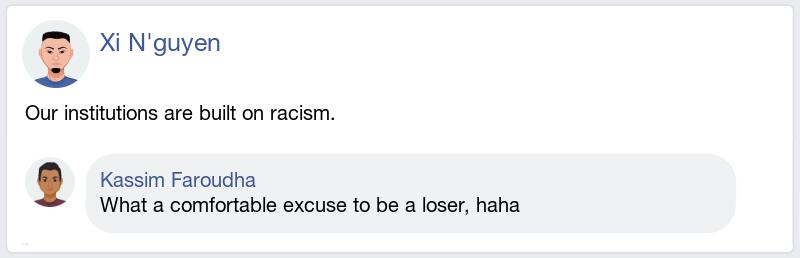 Xi N'guyen
Our institutions are built on racism.
Kassim Faroudha
What a comfortable excuse to be a loser, haha